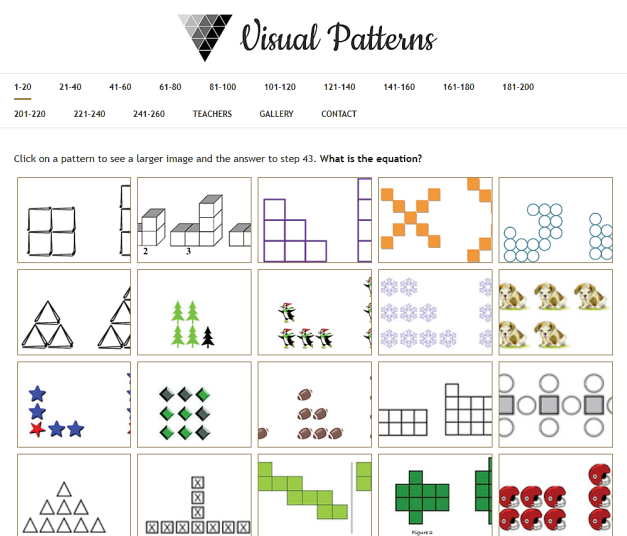 Visual Patterns
1-20 21-40 41-60 61-80 81-100 101-120 121-140 141-160 161-180 181-200
201-220 221-240 241-260 TEACHERS GALLERY CONTACT
Click on a pattern to see a larger image and the answer to step 43. What is the equation?
2 3
X
X
X
X X X X X X X
Figure 2